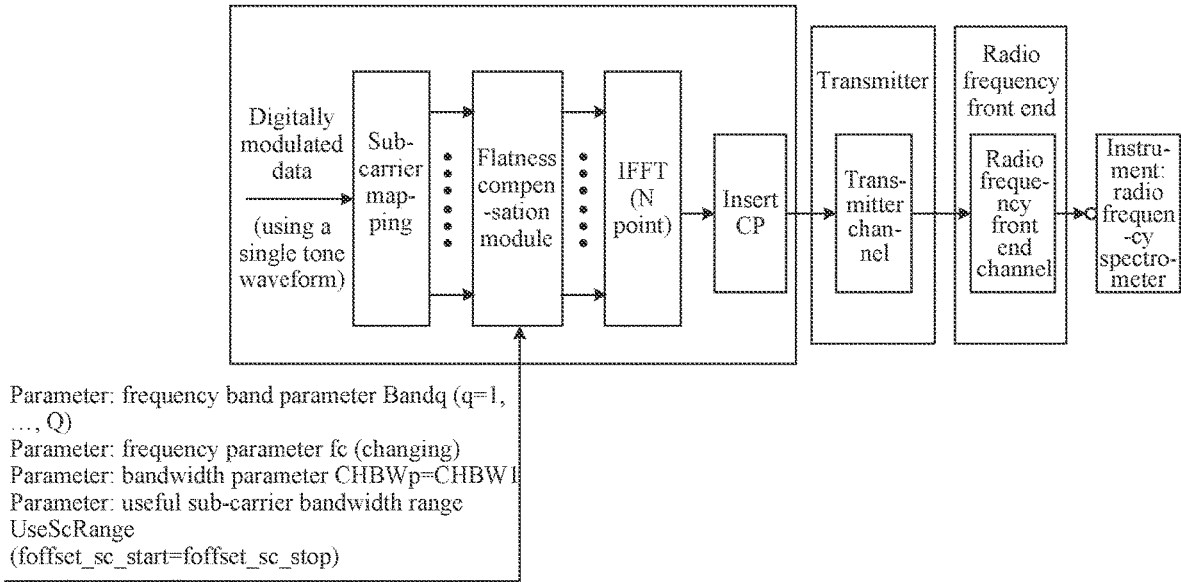 Digitally
modulated
data
(using a
single tone
waveform)
Sub-
carrier
map-
ping
Flatness
compen
-sation
module
IFFT
(N
point)
Insert
CP
Transmitter
Trans-
mitter
chan-
nel
Radio
frequency
front end
Radio
freque-
ncy
front
end
channel
Instru-
ment:
radio
frequen
-cy
spectro-
meter
Parameter: frequency band parameter Bandq (q=1,
…, Q)
Parameter: frequency parameter fc (changing)
Parameter: bandwidth parameter CHBWp=CHBW1
Parameter: useful sub-carrier bandwidth range
UseScRange
(foffset_sc_start=foffset_sc_stop)